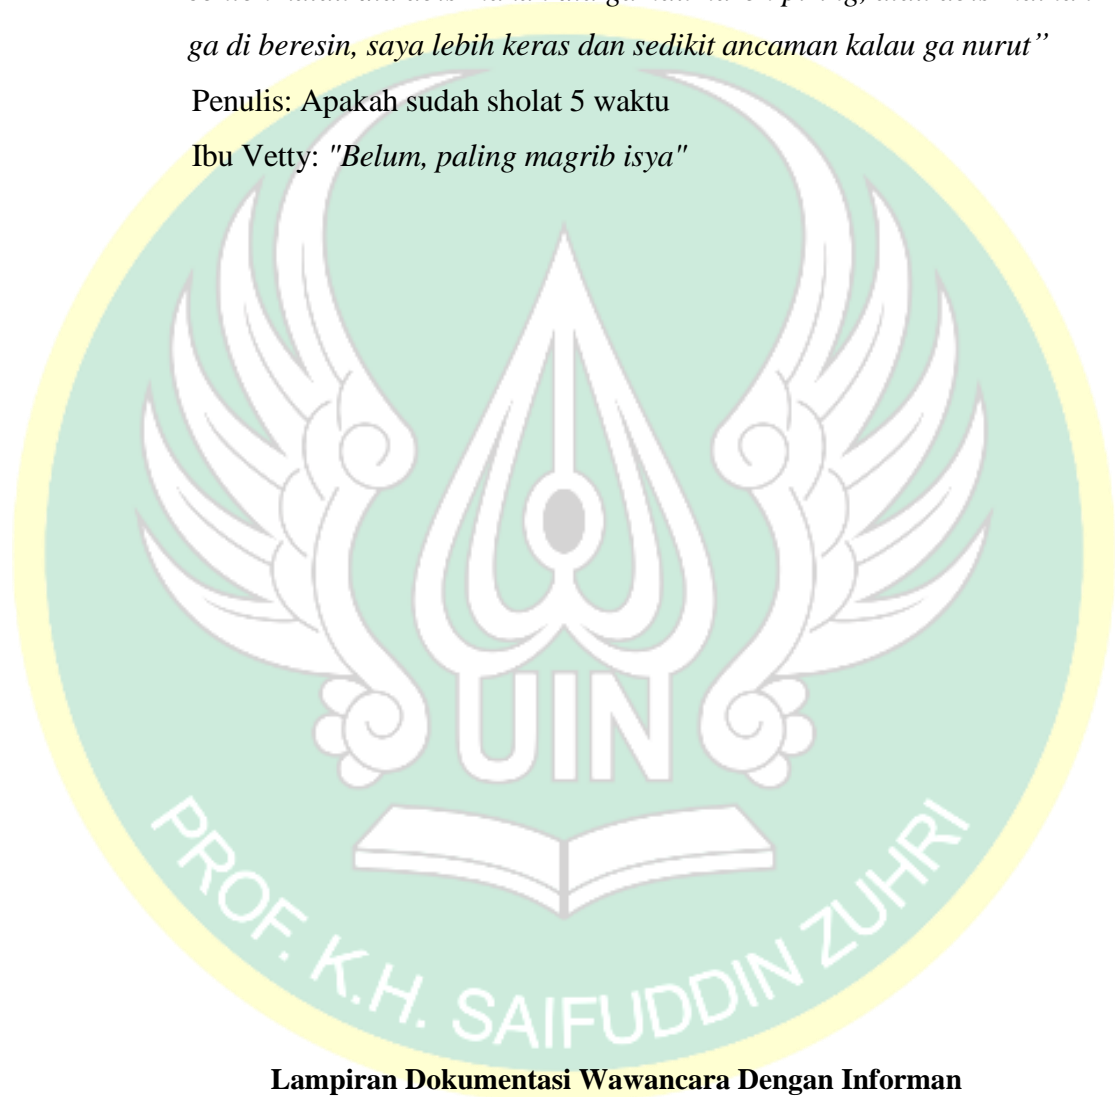 ga di beresin, saya lebih keras dan sedikit ancaman kalau ga nurut”
Penulis: Apakah sudah sholat 5 waktu
Ibu Vetty: "Belum, paling magrib isya"
UIN
PROF. K.H. SAIFUDDIN ZUHRI
Lampiran Dokumentasi Wawancara Dengan Informan